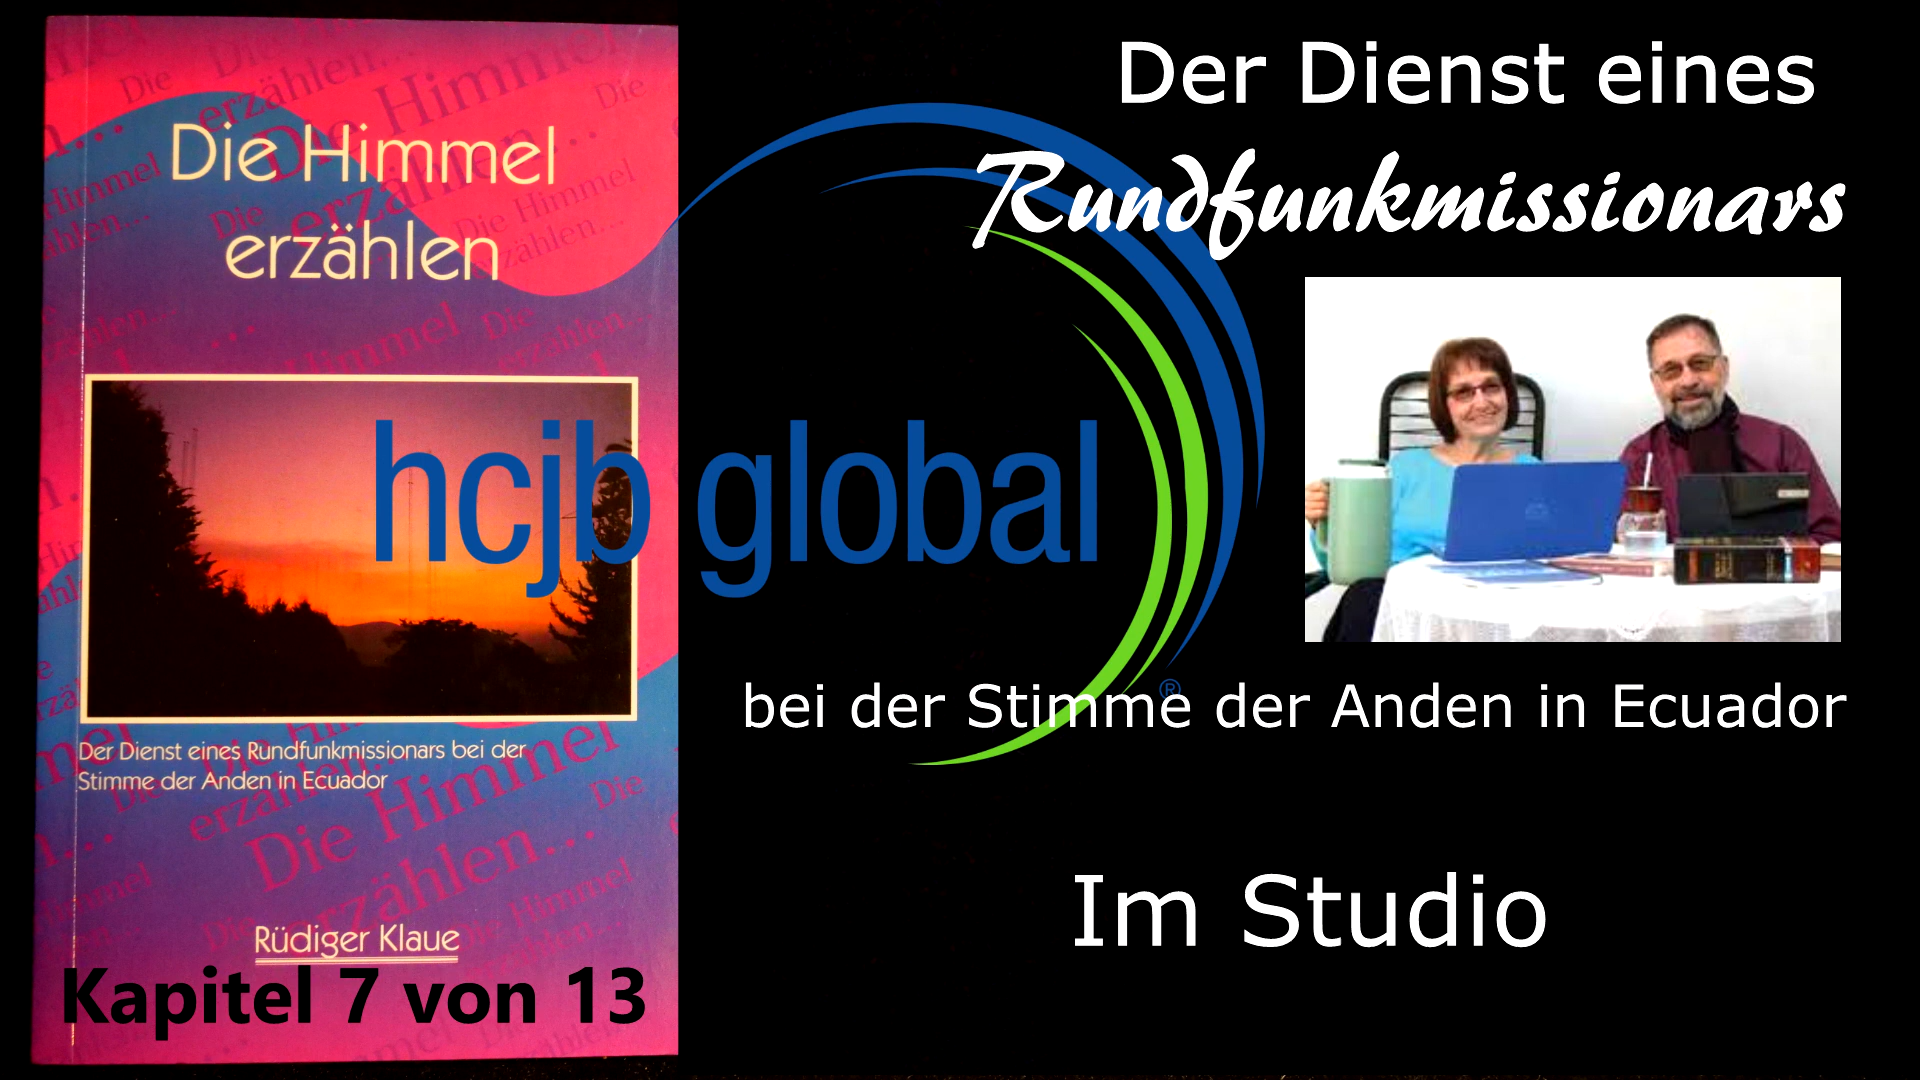 Die Himmel
erzählen
Der Dienst eines Rundfunkmissionars bei der
Stimme der Anden in Ecuador
Rüdiger Klaue
Kapitel 7 von 13
hcjb global
®
Der Dienst eines
Rundfunkmissionars
bei der Stimme der Anden in Ecuador
Im Studio